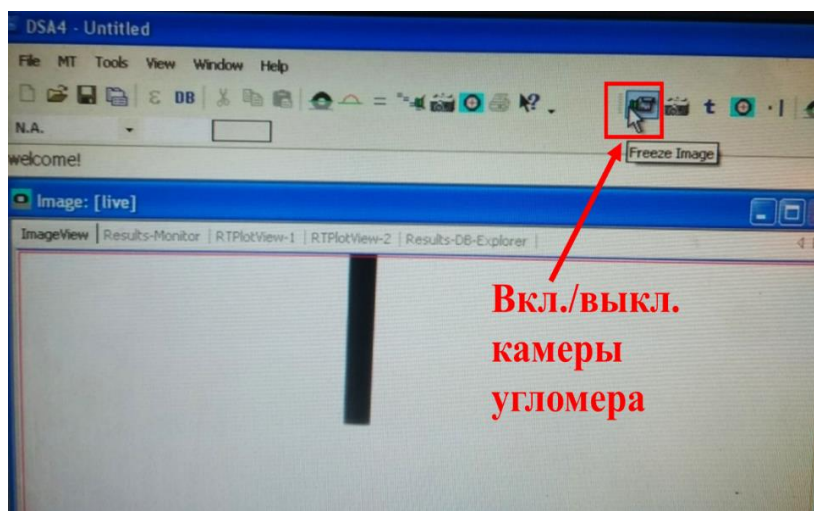 DSA4 - Untitled
File MT Tools View Window Help
ε DB = t
N.A.
Freeze Image
welcome!
Image: [live]
ImageView Results-Monitor RTPlotView-1 RTPlotView-2 Results-DB-Explorer
Вкл./выкл.
камеры
угломера